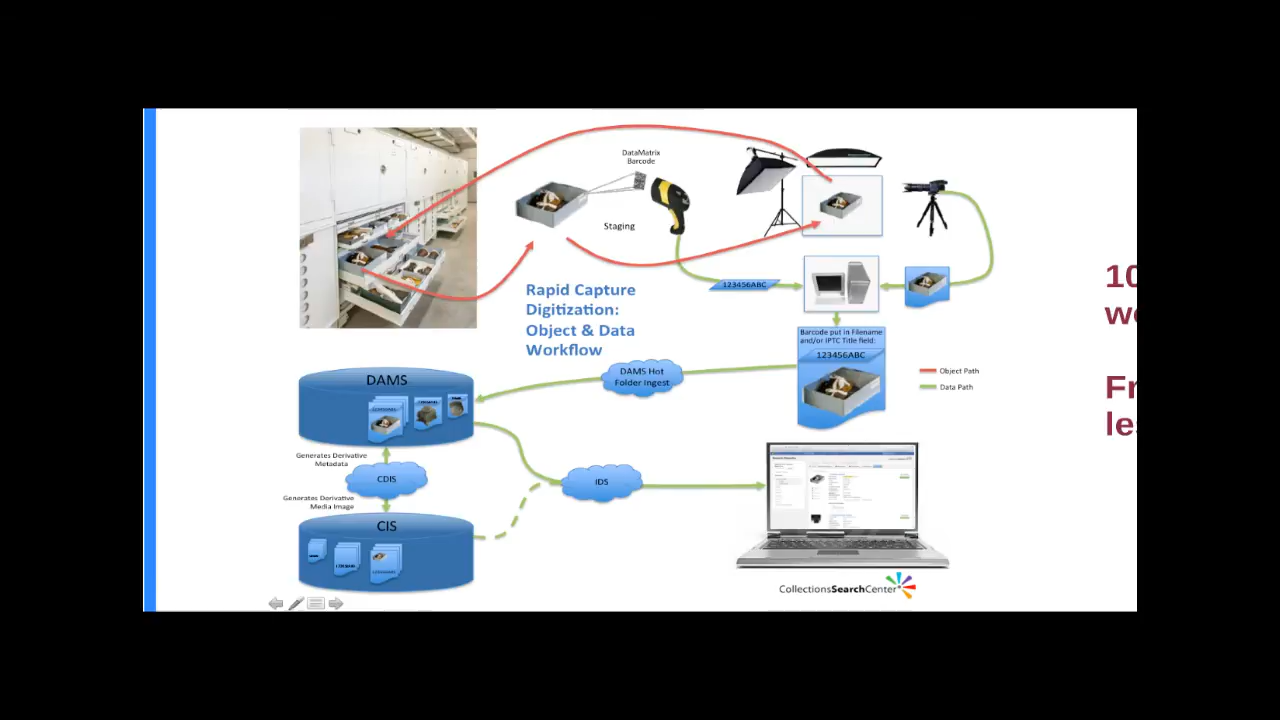 DataMatrix
Barcode
Staging
123456ABC
Rapid Capture
Digitization:
Object & Data
Workflow
Barcode put in Filename
and/or IPTC Title field:
123456ABC
Object Path
Data Path
DAMS Hot
Folder Ingest
DAMS
Generates Derivative
Metadata
CDIS
Generates Derivative
Media Image
CIS
IDS
CollectionsSearchCenter
10
Fr